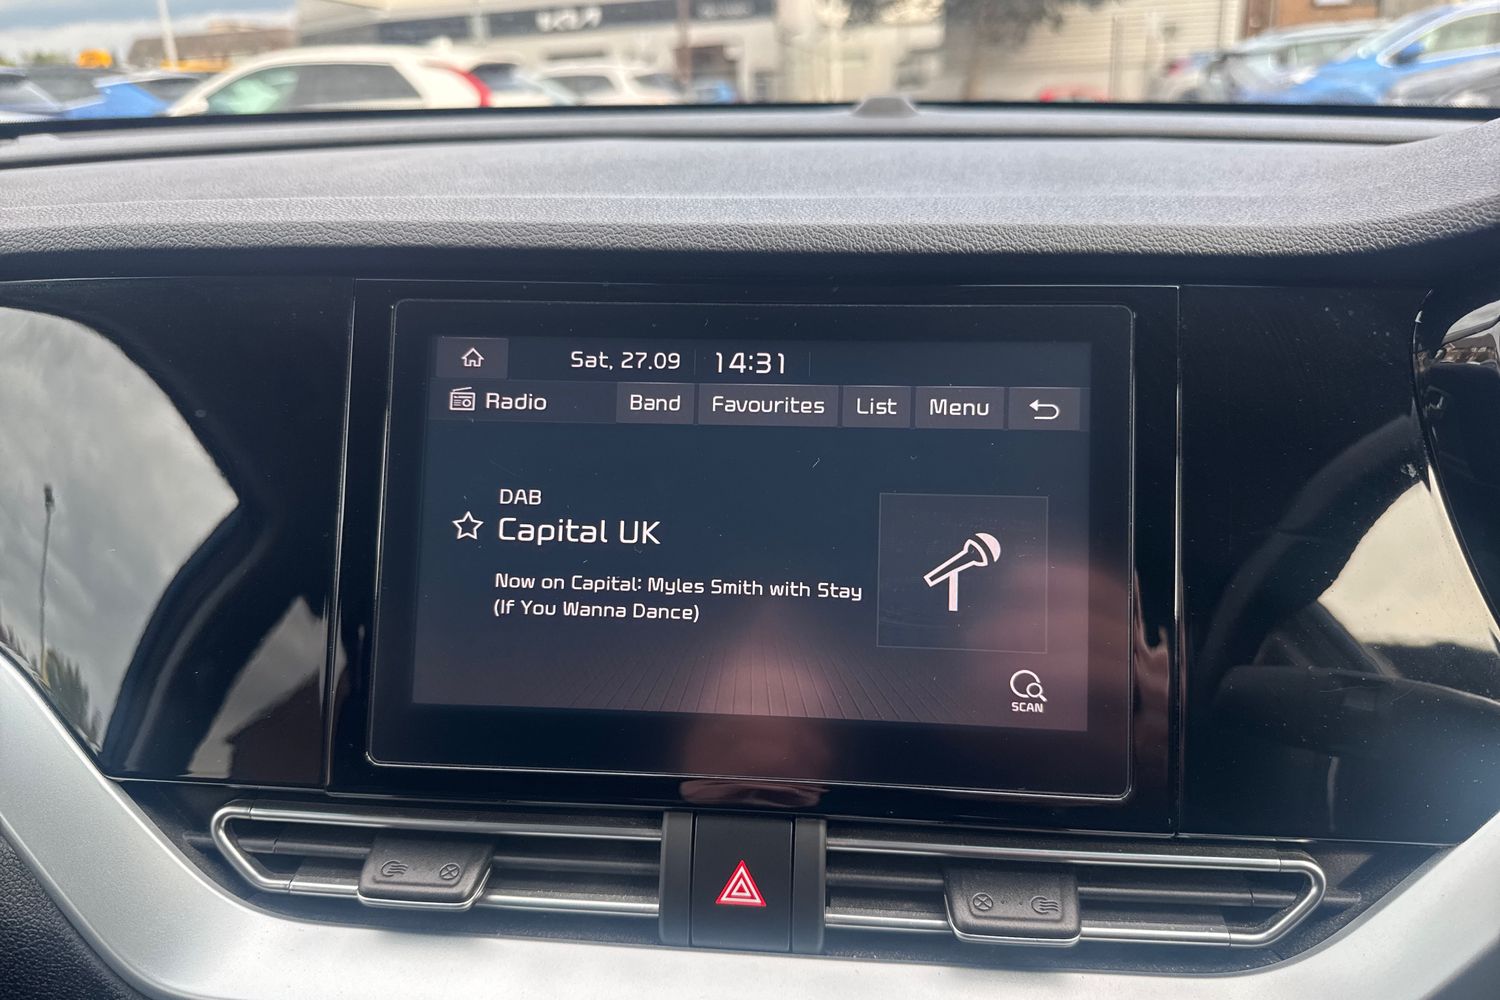 KIA
Sat, 27.09 14:31
Radio Band Favourites List Menu
DAB
Capital UK
Now on Capital: Myles Smith with Stay
(If You Wanna Dance)
SCAN